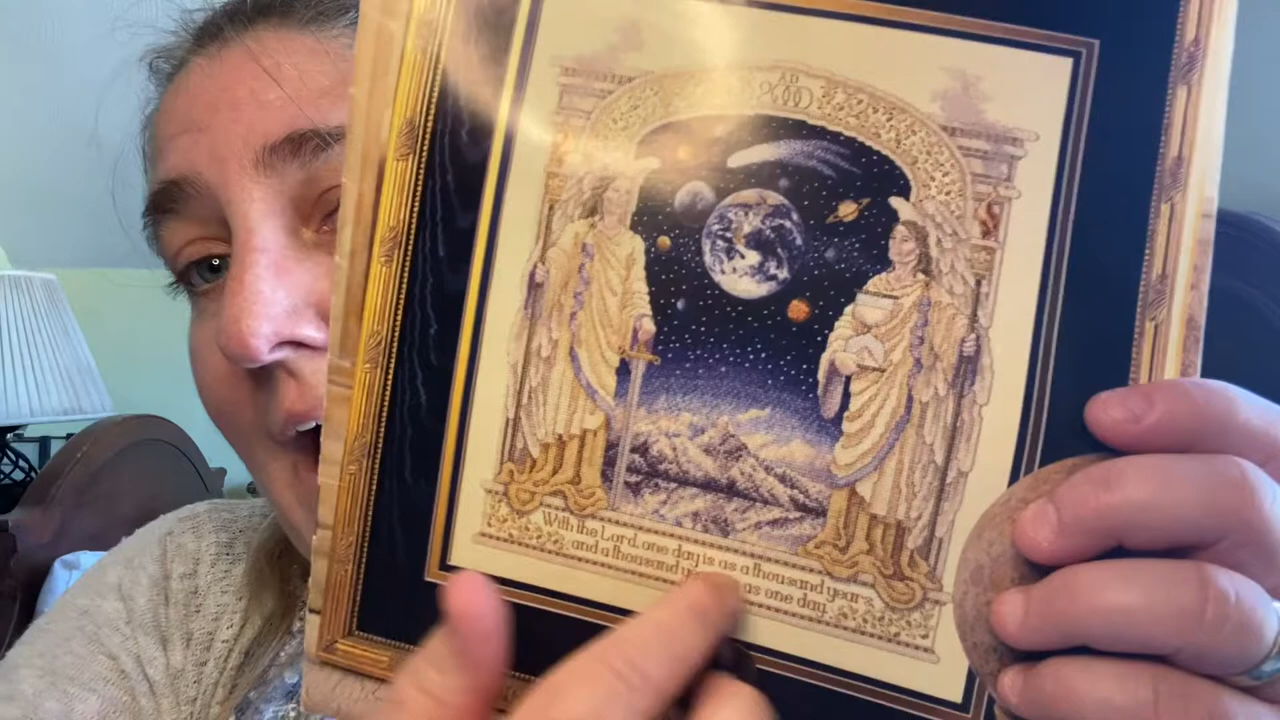 AD
2000
With the Lord, one day is as a thousand years
and a thousand as one day.